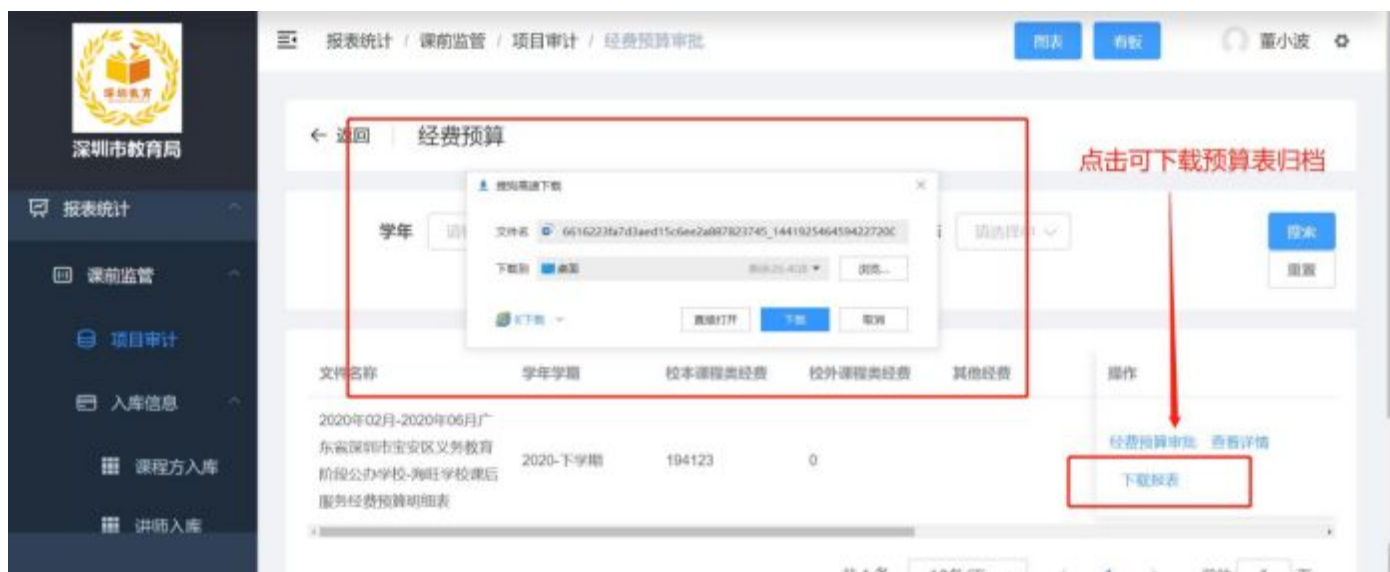 报表统计 / 课前监管 / 项目审计 / 经费预算审批
图表
看板
董小波
深圳教育
深圳市教育局
← 返回 经费预算
点击可下载预算表归档
搜狗高速下载
报表统计
学年
文件名
搜索
下载到 桌面
浏览...
重置
课前监管
直接打开 下载 取消
项目审计
文件名称 学年学期 校本课程类经费 校外课程类经费 其他经费 操作
入库信息
2020年02月-2020年06月广
东省深圳市宝安区义务教育
阶段公办学校-海旺学校课后
服务经费预算明细表
2020-下学期 194123 0
经费预算审批 查看详情
下载报表
课程方入库
讲师入库